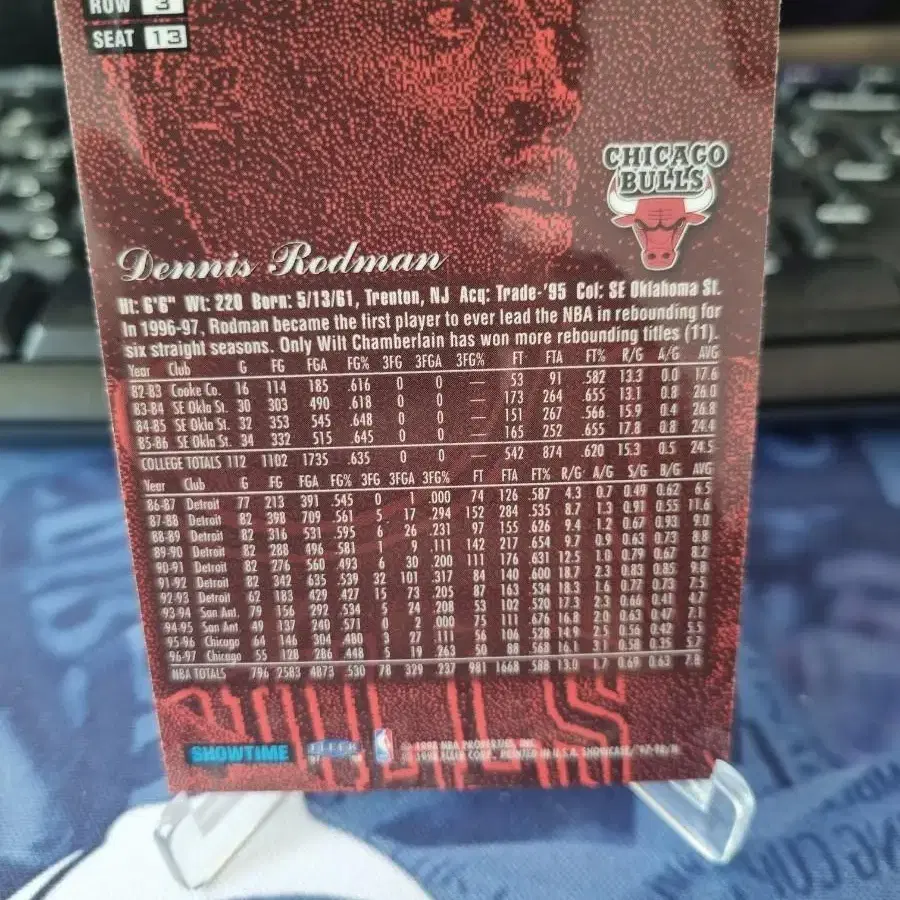 ROW 3
SEAT 13
CHICAGO
BULLS
Dennis Rodman
Ht: 6'6" Wt: 220 Born: 5/13/61, Trenton, NJ Acq: Trade-'95 Col: SE Oklahoma St.
In 1996-97, Rodman became the first player to ever lead the NBA in rebounding for
six straight seasons. Only Wilt Chamberlain has won more rebounding titles (11).
Year Club G FG FGA FG% 3FG 3FGA 3FG% FT FTA FT% R/G A/G AVG
82-83 Cooke Co. 16 114 185 .616 0 0 — 53 91 .582 13.3 0.0 17.6
83-84 SE Okla St. 30 303 490 .618 0 0 — 173 264 .655 13.1 0.8 26.0
84-85 SE Okla St. 32 353 545 .648 0 0 — 151 267 .566 15.9 0.4 26.8
85-86 SE Okla St. 34 332 515 .645 0 0 — 165 252 .655 17.8 0.8 24.4
COLLEGE TOTALS 112 1102 1735 .635 0 0 — 542 874 .620 15.3 0.5 24.5
Year Club G FG FGA FG% 3FG 3FGA 3FG% FT FTA FT% R/G A/G S/G B/G AVG
86-87 Detroit 77 213 391 .545 0 1 .000 74 126 .587 4.3 0.7 0.49 0.62 6.5
87-88 Detroit 82 398 709 .561 5 17 .294 152 284 .535 8.7 1.3 0.91 0.55 11.6
88-89 Detroit 82 316 531 .595 6 26 .231 97 155 .626 9.4 1.2 0.67 0.93 9.0
89-90 Detroit 82 288 496 .581 1 9 .111 142 217 .654 9.7 0.9 0.63 0.73 8.8
90-91 Detroit 82 276 560 .493 6 30 .200 111 176 .631 12.5 1.0 0.79 0.67 8.2
91-92 Detroit 82 342 635 .539 32 101 .317 84 140 .600 18.7 2.3 0.83 0.85 9.8
92-93 Detroit 62 183 429 .427 15 73 .205 87 163 .534 18.3 1.6 0.77 0.73 7.5
93-94 San Ant. 79 156 292 .534 5 24 .208 53 102 .520 17.3 2.3 0.66 0.41 4.7
94-95 San Ant. 49 137 240 .571 0 2 .000 75 111 .676 16.8 2.0 0.63 0.47 7.1
95-96 Chicago 64 146 304 .480 3 27 .111 56 106 .528 14.9 2.5 0.56 0.42 5.5
96-97 Chicago 55 128 286 .448 5 19 .263 50 88 .568 16.1 3.1 0.58 0.35 5.7
NBA TOTALS 796 2583 4873 .530 78 329 .237 981 1668 .588 13.0 1.7 0.69 0.63 7.8
SHOWTIME FLEER 97 98 © 1998 NBA PROPERTIES, INC.
© 1998 FLEER CORP., PRINTED IN U.S.A. SHOWCASE/'97-98/N